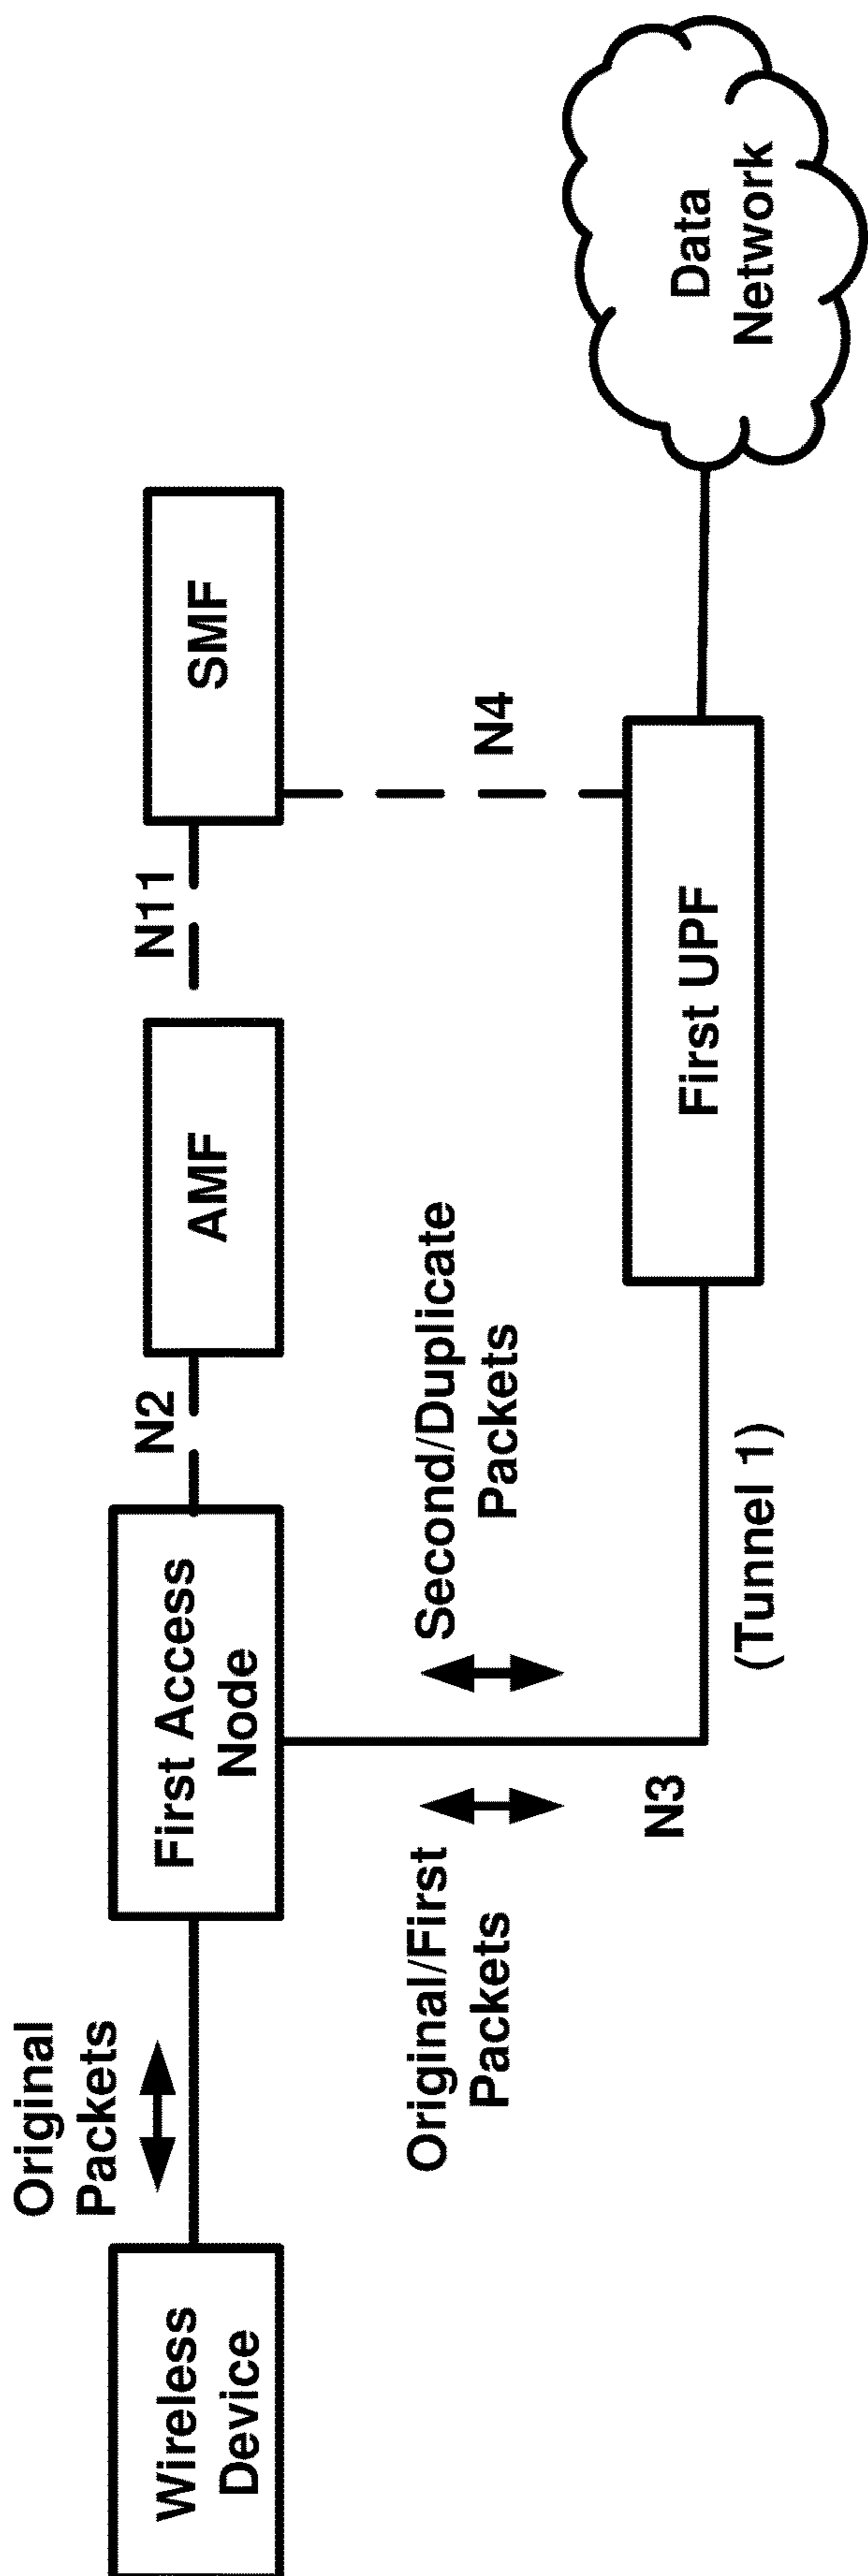 Original
Packets
Wireless
Device
First Access
Node
N2
AMF
N11
SMF
Original/First
Packets
Second/Duplicate
Packets
N4
N3
(Tunnel 1)
First UPF
Data
Network